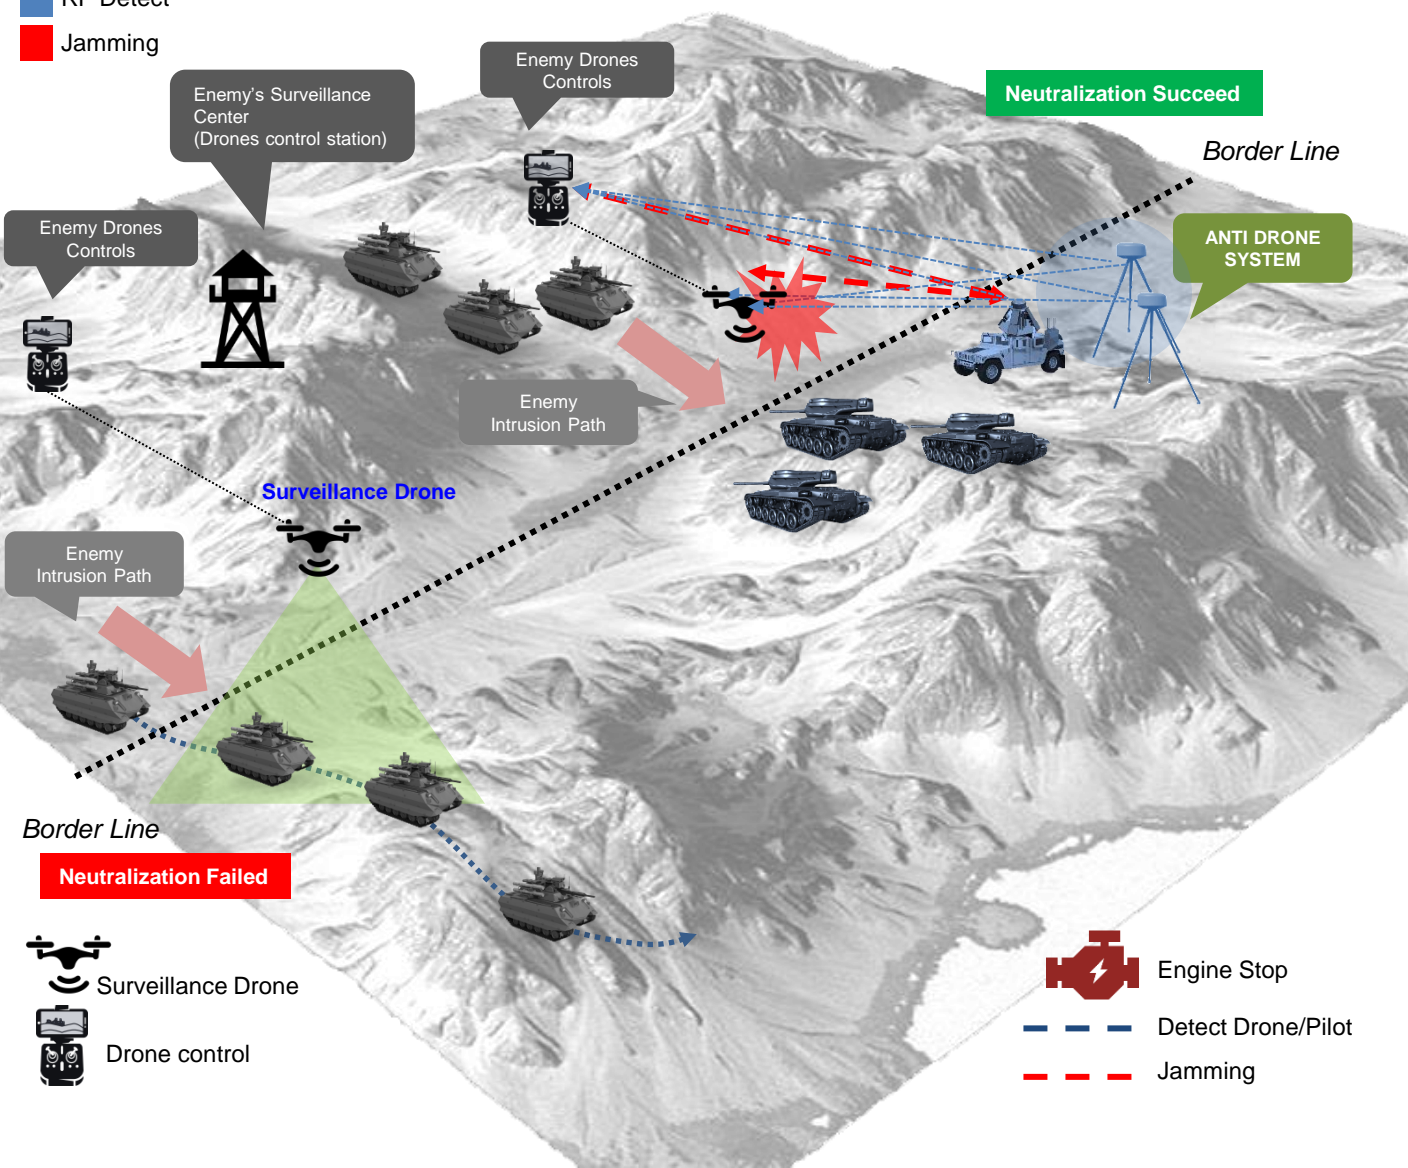 RF Detect
Jamming
Enemy Drones
Controls
Neutralization Succeed
Enemy's Surveillance
Center
(Drones control station)
Border Line
Enemy Drones
Controls
ANTI DRONE
SYSTEM
Enemy
Intrusion Path
Surveillance Drone
Enemy
Intrusion Path
Border Line
Neutralization Failed
Surveillance Drone
Drone control
Engine Stop
Detect Drone/Pilot
Jamming